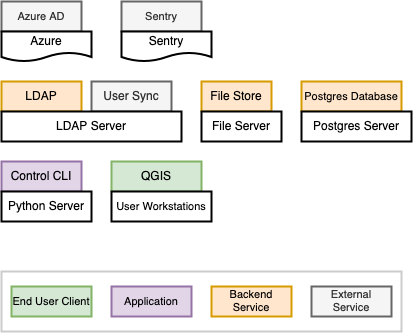 Azure AD
Sentry
Azure
Sentry
LDAP
User Sync
File Store
Postgres Database
LDAP Server
File Server
Postgres Server
Control CLI
QGIS
Python Server
User Workstations
End User Client
Application
Backend
Service
External
Service